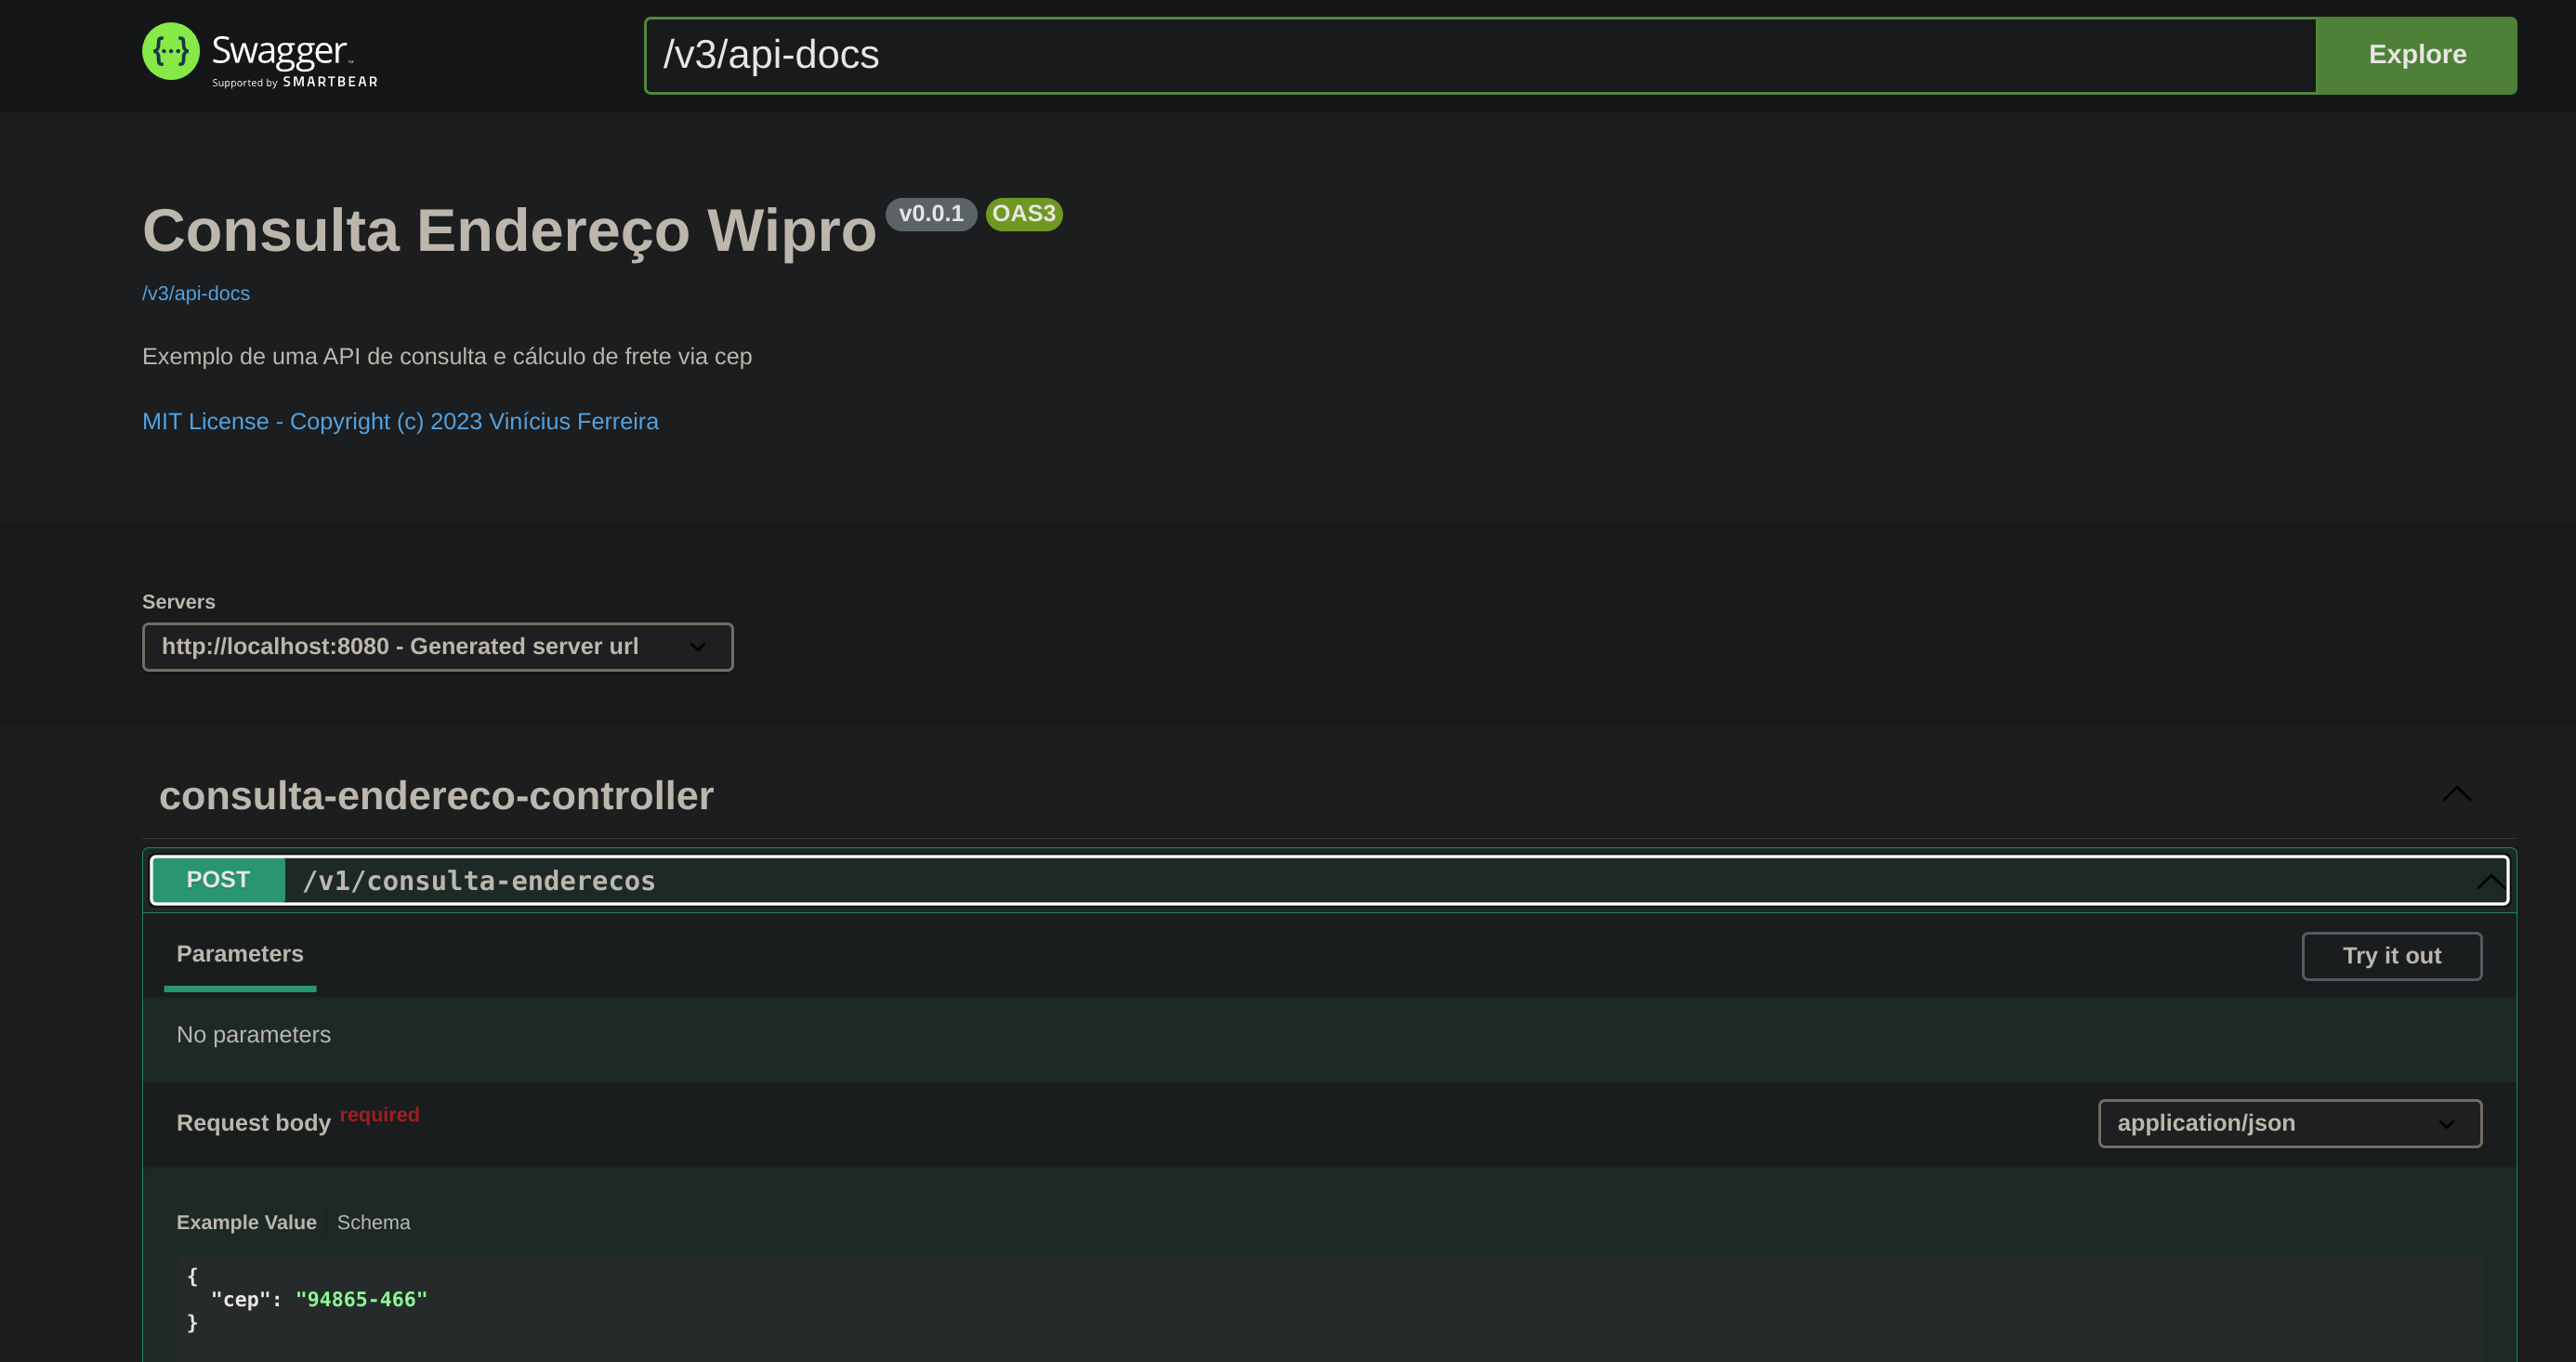 Swagger™
Supported by SMARTBEAR
/v3/api-docs
Explore
Consulta Endereço Wipro v0.0.1 OAS3
/v3/api-docs
Exemplo de uma API de consulta e cálculo de frete via cep
MIT License - Copyright (c) 2023 Vinícius Ferreira
Servers
http://localhost:8080 - Generated server url
consulta-endereco-controller
POST /v1/consulta-enderecos
Parameters
Try it out
No parameters
Request body required
application/json
Example Value Schema
{
"cep": "94865-466"
}